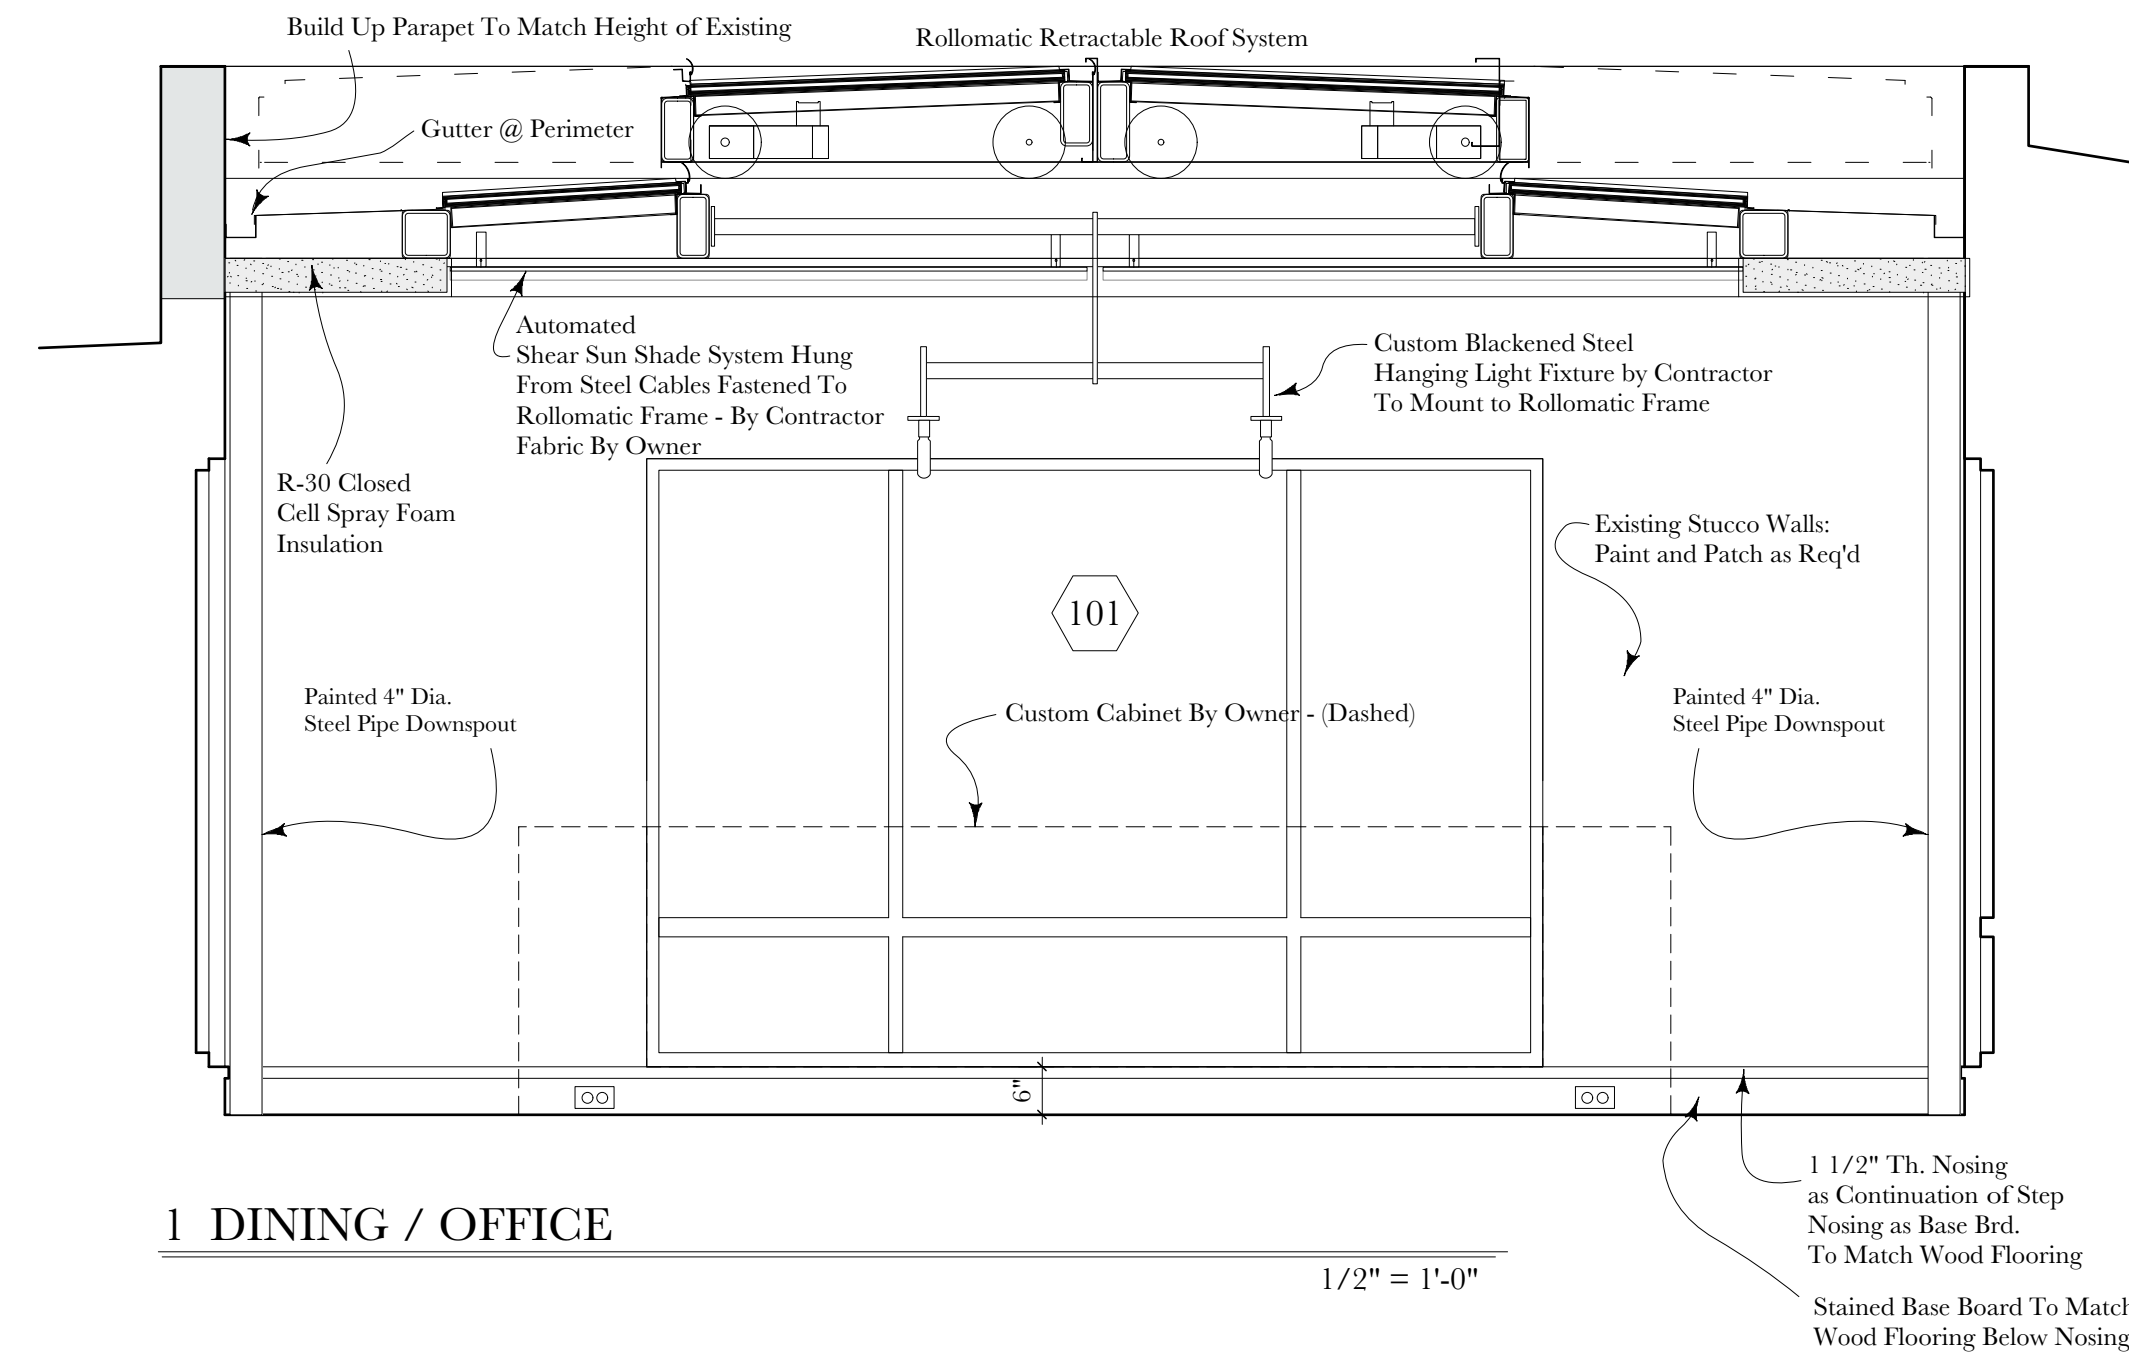 Build Up Parapet To Match Height of Existing
Rollomatic Retractable Roof System
Gutter @ Perimeter
Automated
Shear Sun Shade System Hung
From Steel Cables Fastened To
Rollomatic Frame - By Contractor
Fabric By Owner
Custom Blackened Steel
Hanging Light Fixture by Contractor
To Mount to Rollomatic Frame
R-30 Closed
Cell Spray Foam
Insulation
Existing Stucco Walls:
Paint and Patch as Req'd
101
Painted 4" Dia.
Steel Pipe Downspout
Custom Cabinet By Owner - (Dashed)
Painted 4" Dia.
Steel Pipe Downspout
6"
1 1/2" Th. Nosing
as Continuation of Step
Nosing as Base Brd.
To Match Wood Flooring
Stained Base Board To Match
Wood Flooring Below Nosing
1 DINING / OFFICE
1/2" = 1'-0"